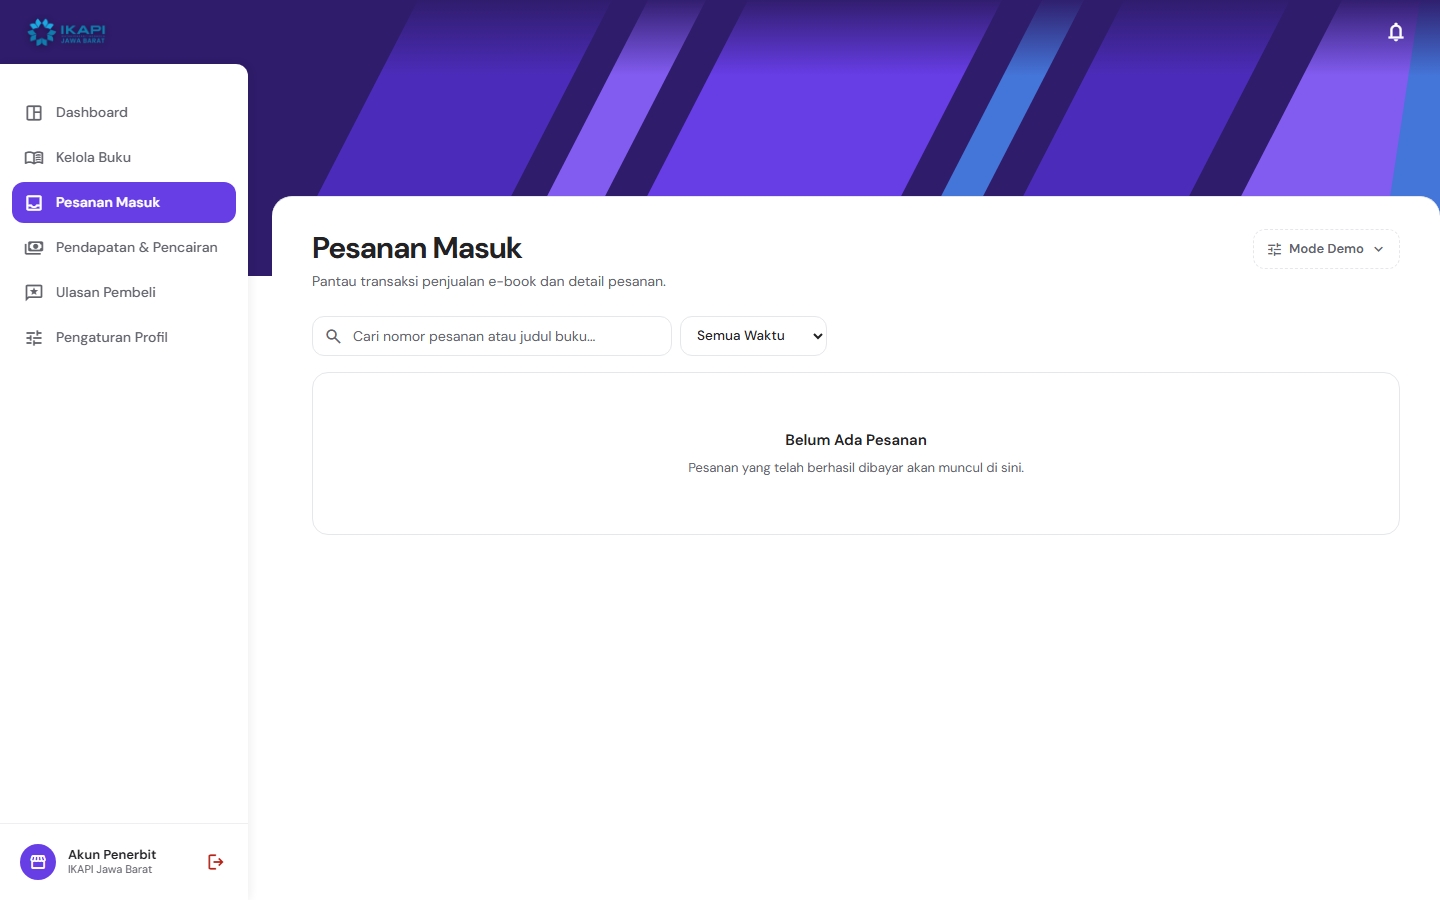 IKAPI
JAWA BARAT
Dashboard
Kelola Buku
Pesanan Masuk
Pendapatan & Pencairan
Ulasan Pembeli
Pengaturan Profil
Akun Penerbit
IKAPI Jawa Barat
Pesanan Masuk
Pantau transaksi penjualan e-book dan detail pesanan.
Mode Demo
Cari nomor pesanan atau judul buku...
Semua Waktu
Belum Ada Pesanan
Pesanan yang telah berhasil dibayar akan muncul di sini.